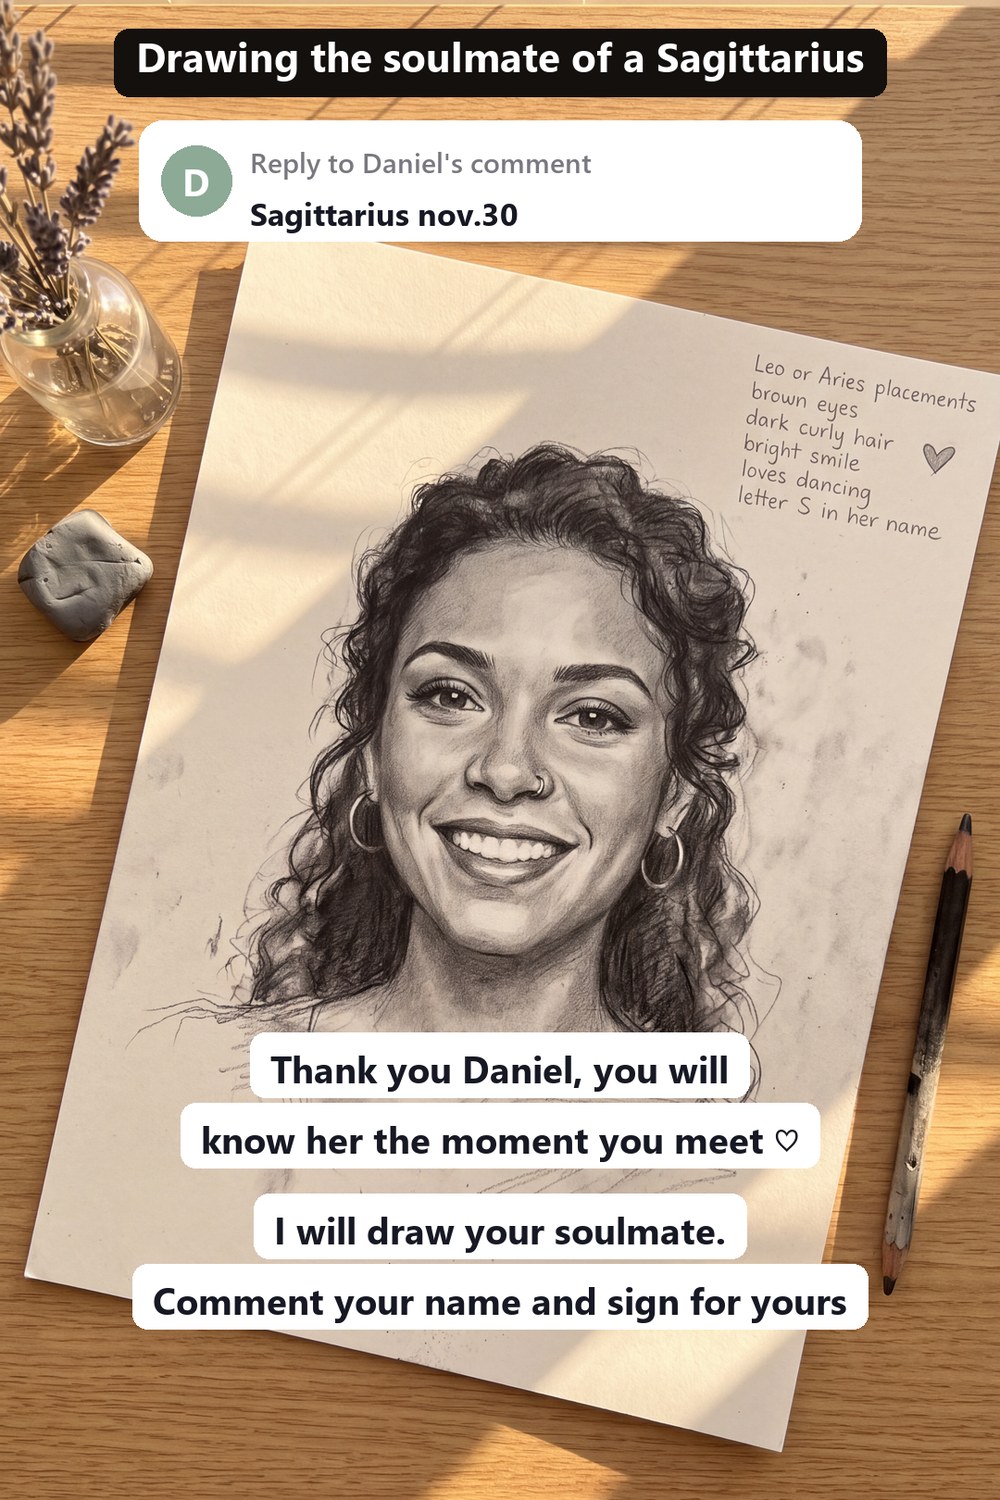 Drawing the soulmate of a Sagittarius
D
Reply to Daniel's comment
Sagittarius nov.30
Leo or Aries placements
brown eyes
dark curly hair
bright smile
loves dancing
letter S in her name
Thank you Daniel, you will
know her the moment you meet ♡
I will draw your soulmate.
Comment your name and sign for yours